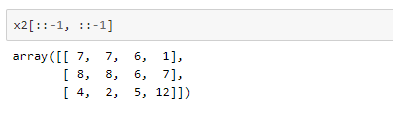 x2[::-1, ::-1]
array([[ 7,  7,  6,  1],
       [ 8,  8,  6,  7],
       [ 4,  2,  5, 12]])